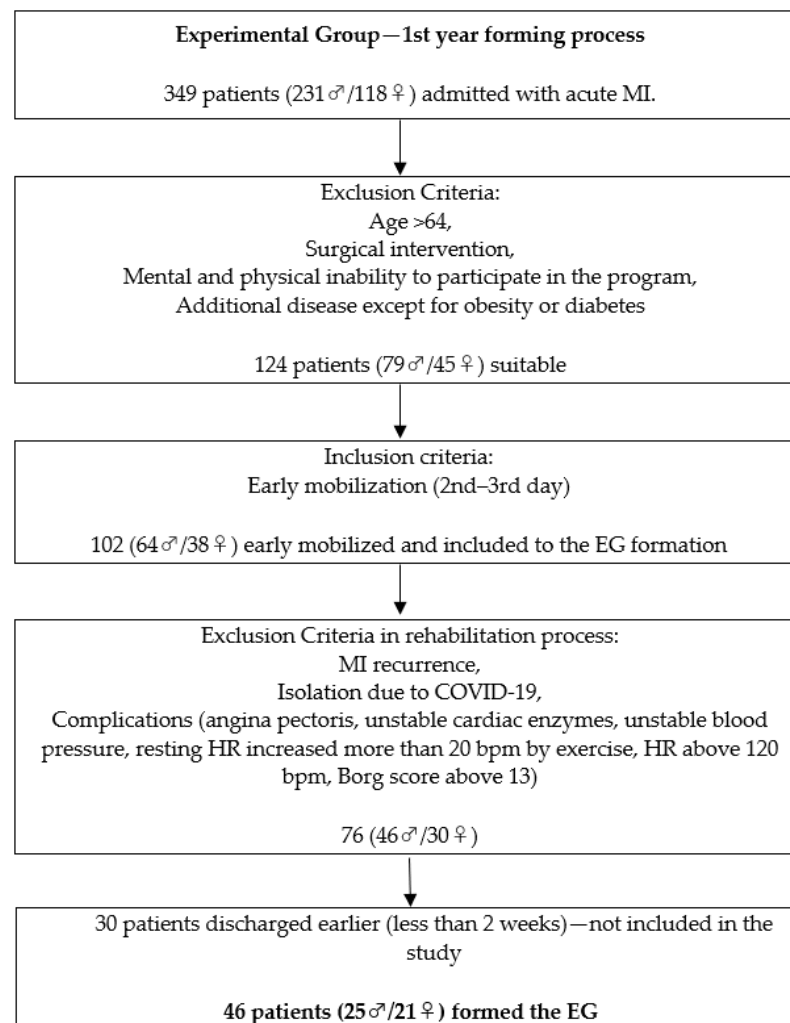 Experimental Group—1st year forming process
349 patients (231♂/118♀) admitted with acute MI.
Exclusion Criteria:
Age >64,
Surgical intervention,
Mental and physical inability to participate in the program,
Additional disease except for obesity or diabetes
124 patients (79♂/45♀) suitable
Inclusion criteria:
Early mobilization (2nd–3rd day)
102 (64♂/38♀) early mobilized and included to the EG formation
Exclusion Criteria in rehabilitation process:
MI recurrence,
Isolation due to COVID-19,
Complications (angina pectoris, unstable cardiac enzymes, unstable blood
pressure, resting HR increased more than 20 bpm by exercise, HR above 120
bpm, Borg score above 13)
76 (46♂/30♀)
30 patients discharged earlier (less than 2 weeks)—not included in the
study
46 patients (25♂/21♀) formed the EG